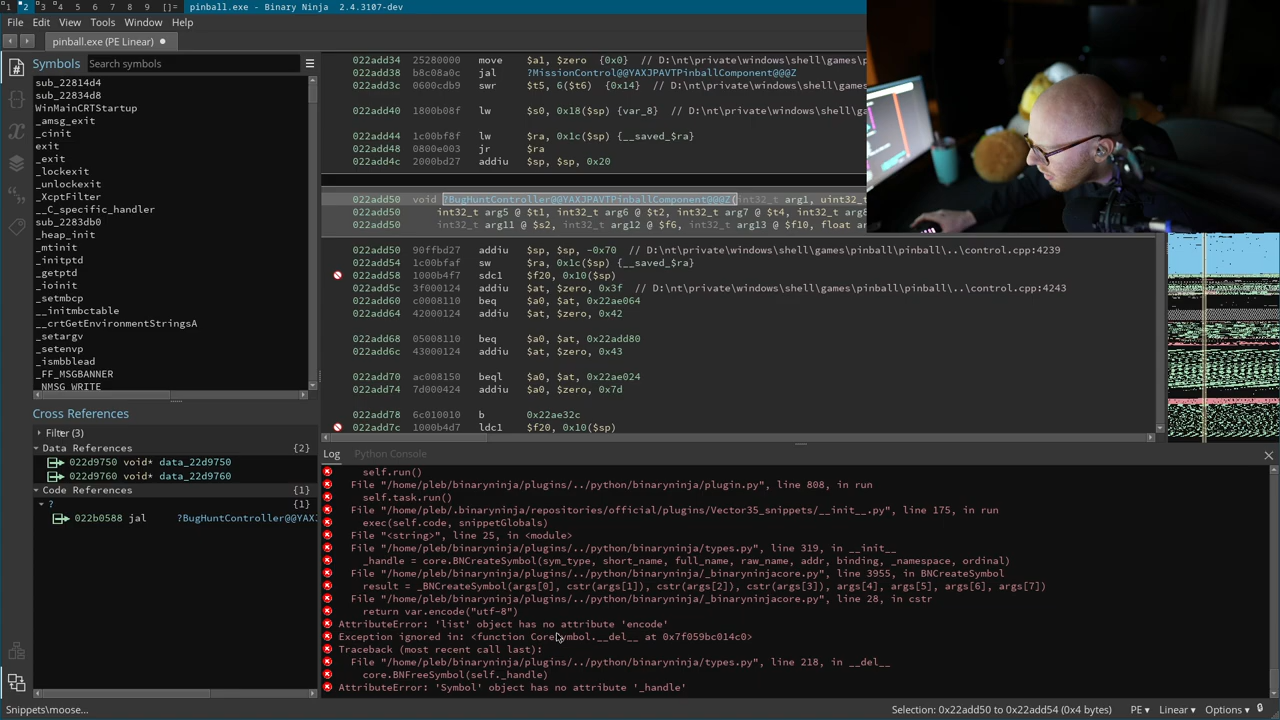 1 2 3 4 5 6 7 8 9 []= pinball.exe - Binary Ninja 2.4.3107-dev
File Edit View Tools Window Help
pinball.exe (PE Linear)
Symbols Search symbols
sub_22814d4
sub_22834d8
WinMainCRTStartup
_amsg_exit
_cinit
exit
_exit
_lockexit
_unlockexit
_XcptFilter
__C_specific_handler
sub_2283db0
_heap_init
_mtinit
_initptd
_getptd
_ioinit
_setmbcp
__initmbctable
__crtGetEnvironmentStringsA
_setargv
_setenvp
_ismbblead
_FF_MSGBANNER
_NMSG_WRITE
Cross References
Filter (3)
Data References {2}
022d9750 void* data_22d9750
022d9760 void* data_22d9760
Code References {1}
? {1}
022b0588 jal ?BugHuntController@@YAX
022add34 25280000 move $a1, $zero {0x0} // D:\nt\private\windows\shell\games\p
022add38 b8c08a0c jal ?MissionControl@@YAXJPAVTPinballComponent@@@Z
022add3c 0600cdb9 swr $t5, 6($t6) {0x14} // D:\nt\private\windows\shell\games\
022add40 1800b08f lw $s0, 0x18($sp) {var_8}
022add44 1c00bf8f lw $ra, 0x1c($sp) {__saved_$ra}
022add48 0800e003 jr $ra
022add4c 2000bd27 addiu $sp, $sp, 0x20
022add50 void ?BugHuntController@@YAXJPAVTPinballComponent@@@Z(int32_t arg1, uint32_t
022add50 int32_t arg5 @ $t1, int32_t arg6 @ $t2, int32_t arg7 @ $t4, int32_t arg8
022add50 int32_t arg11 @ $s2, int32_t arg12 @ $f6, int32_t arg13 @ $f10, float ar
022add50 90ffbd27 addiu $sp, $sp, -0x70 // D:\nt\private\windows\shell\games\pinball\pinball\..\control.cpp:4239
022add54 1c00bfaf sw $ra, 0x1c($sp) {__saved_$ra}
022add58 1000b4f7 sdc1 $f20, 0x10($sp)
022add5c 3f000124 addiu $at, $zero, 0x3f // D:\nt\private\windows\shell\games\pinball\pinball\..\control.cpp:4243
022add60 c0008110 beq $a0, $at, 0x22ae064
022add64 42000124 addiu $at, $zero, 0x42
022add68 05008110 beq $a0, $at, 0x22add80
022add6c 43000124 addiu $at, $zero, 0x43
022add70 ac008150 beql $a0, $at, 0x22ae024
022add74 7d000424 addiu $a0, $zero, 0x7d
022add78 6c010010 b 0x22ae32c
022add7c 1000b4d7 ldc1 $f20, 0x10($sp)
Log Python Console
self.run()
File "/home/pleb/binaryninja/plugins/../python/binaryninja/plugin.py", line 808, in run
self.task.run()
File "/home/pleb/.binaryninja/repositories/official/plugins/Vector35_snippets/__init__.py", line 175, in run
exec(self.code, snippetGlobals)
File "<string>", line 25, in <module>
File "/home/pleb/binaryninja/plugins/../python/binaryninja/types.py", line 319, in __init__
_handle = core.BNCreateSymbol(sym_type, short_name, full_name, raw_name, addr, binding, _namespace, ordinal)
File "/home/pleb/binaryninja/plugins/../python/binaryninja/_binaryninjacore.py", line 3955, in BNCreateSymbol
result = _BNCreateSymbol(args[0], cstr(args[1]), cstr(args[2]), cstr(args[3]), args[4], args[5], args[6], args[7])
File "/home/pleb/binaryninja/plugins/../python/binaryninja/_binaryninjacore.py", line 28, in cstr
return var.encode("utf-8")
AttributeError: 'list' object has no attribute 'encode'
Exception ignored in: <function CoreSymbol.__del__ at 0x7f059bc014c0>
Traceback (most recent call last):
File "/home/pleb/binaryninja/plugins/../python/binaryninja/types.py", line 218, in __del__
core.BNFreeSymbol(self._handle)
AttributeError: 'Symbol' object has no attribute '_handle'
Snippets\moose... Selection: 0x22add50 to 0x22add54 (0x4 bytes) PE Linear Options